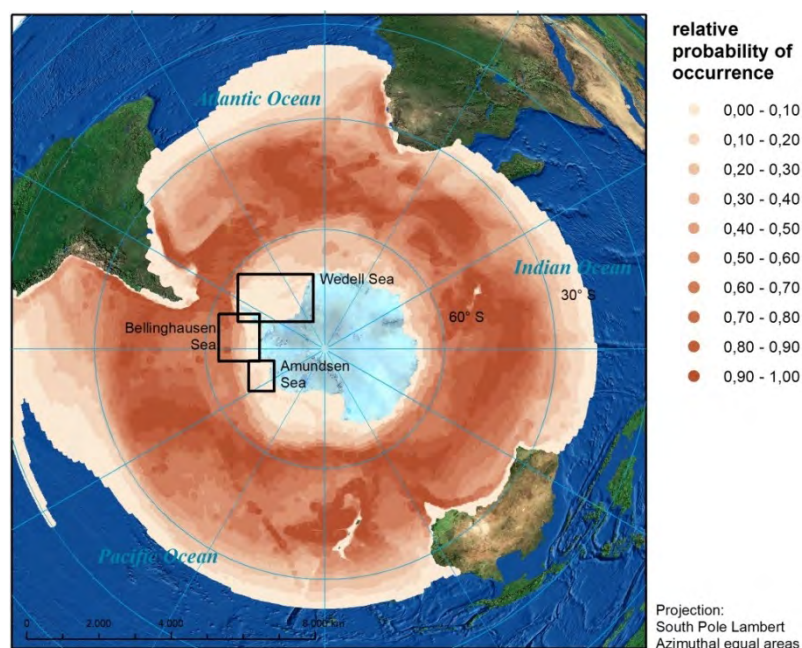 relative
probability of
occurrence
0,00 - 0,10
0,10 - 0,20
0,20 - 0,30
0,30 - 0,40
0,40 - 0,50
0,50 - 0,60
0,60 - 0,70
0,70 - 0,80
0,80 - 0,90
0,90 - 1,00
Atlantic Ocean
Indian Ocean
Wedell Sea
30° S
60° S
Bellinghausen
Sea
Amundsen
Sea
Pacific Ocean
0 2 000 4 000 8 000 km
Projection:
South Pole Lambert
Azimuthal equal areas